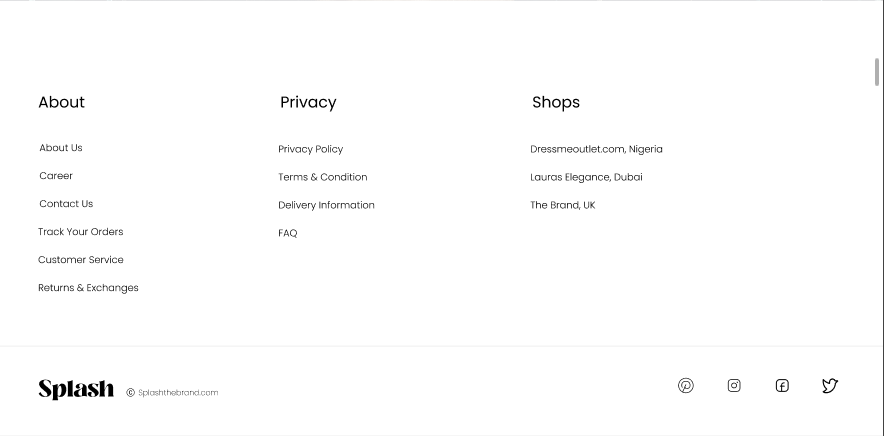 About
About Us
Career
Contact Us
Track Your Orders
Customer Service
Returns & Exchanges
Privacy
Privacy Policy
Terms & Condition
Delivery Information
FAQ
Shops
Dressmeoutlet.com, Nigeria
Lauras Elegance, Dubai
The Brand, UK
Splash © Splashthebrand.com